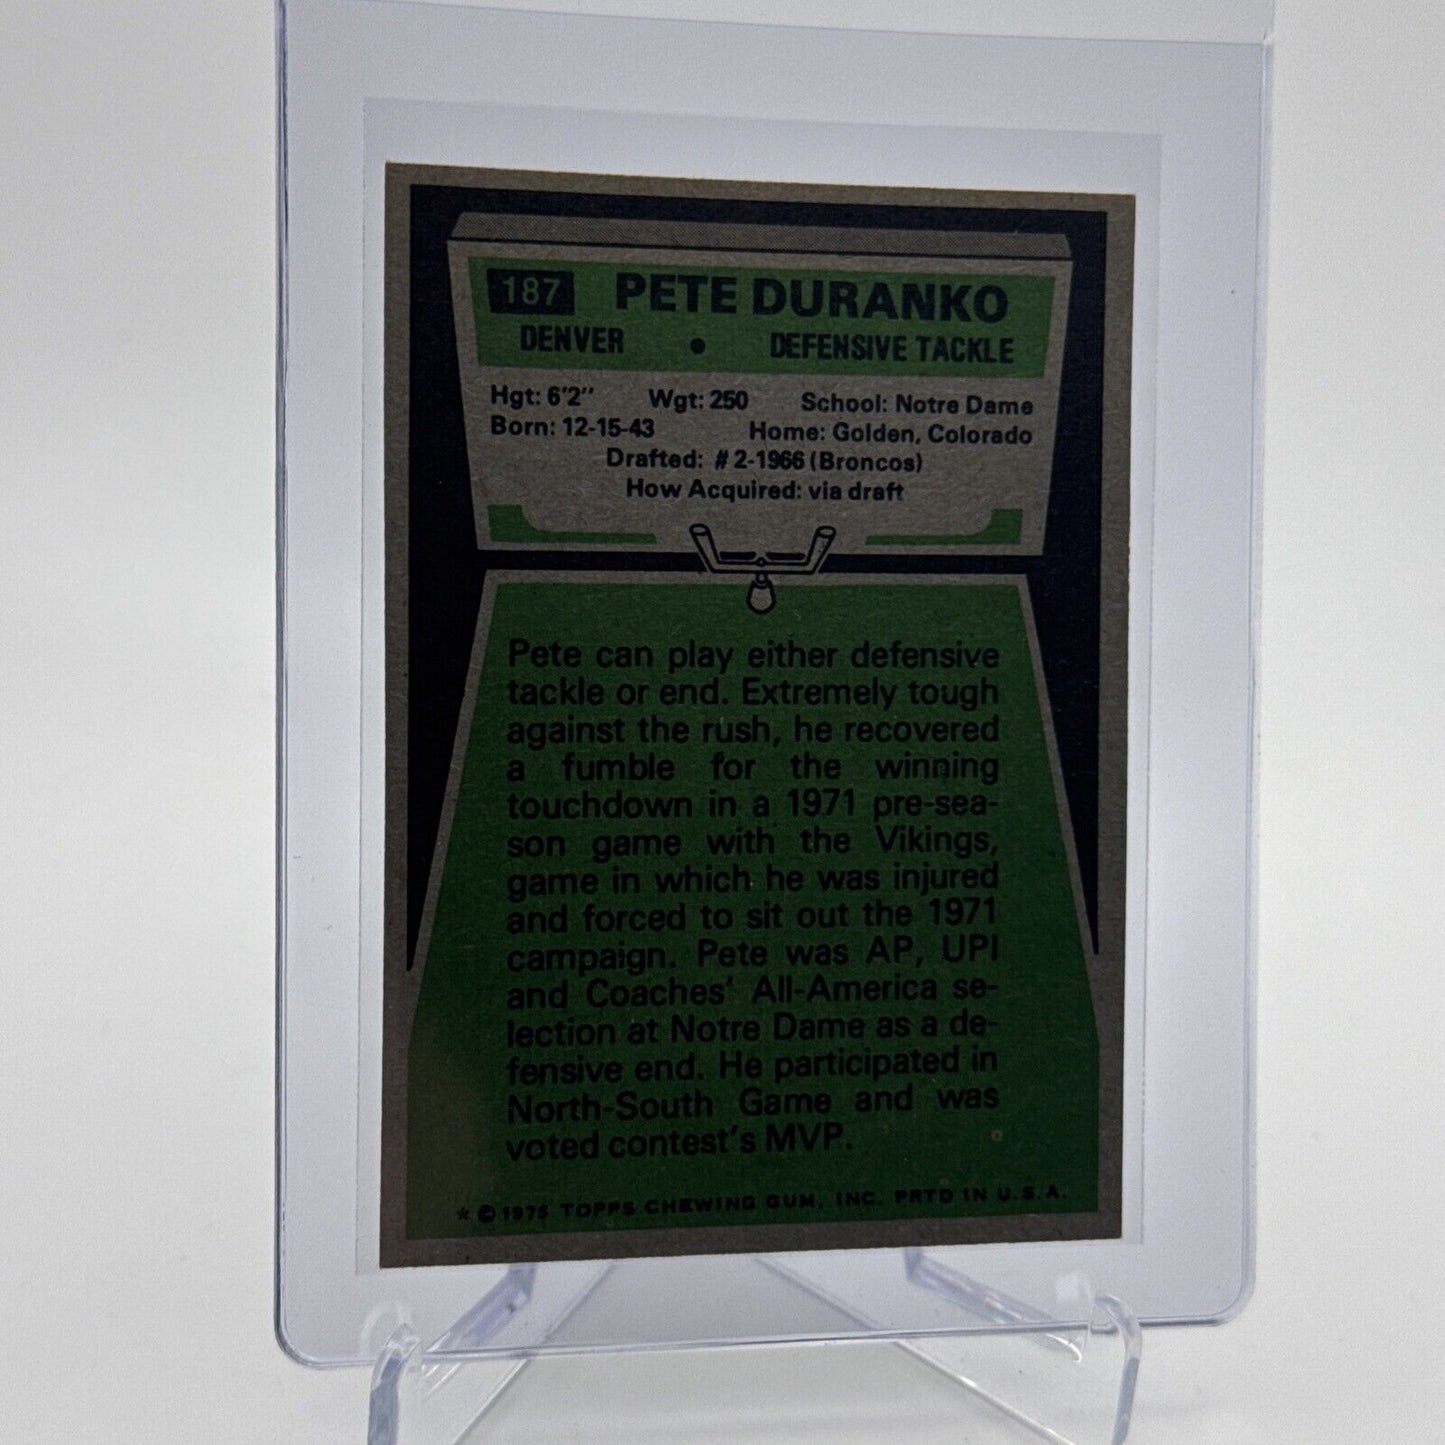 187 PETE DURANKO
DENVER • DEFENSIVE TACKLE
Hgt: 6'2" Wgt: 250 School: Notre Dame
Born: 12-15-43 Home: Golden, Colorado
Drafted: #2-1966 (Broncos)
How Acquired: via draft
Pete can play either defensive
tackle or end. Extremely tough
against the rush, he recovered
a fumble for the winning
touchdown in a 1971 pre-sea-
son game with the Vikings,
game in which he was injured
and forced to sit out the 1971
campaign. Pete was AP, UPI
and Coaches' All-America se-
lection at Notre Dame as a de-
fensive end. He participated in
North-South Game and was
voted contest's MVP.
* © 1975 TOPPS CHEWING GUM, INC. PRTD IN U.S.A.